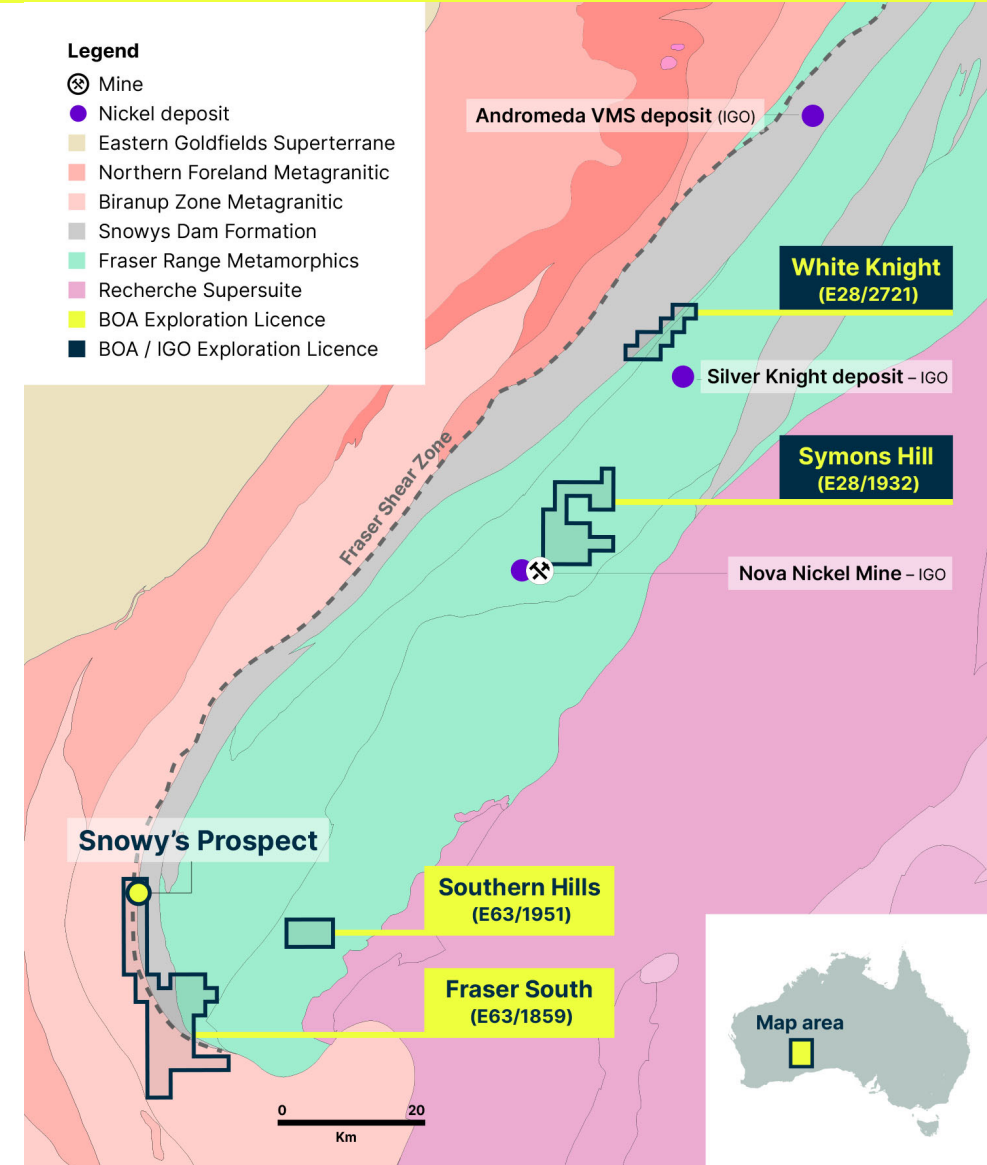 Legend
Mine
Nickel deposit
Eastern Goldfields Superterrane
Northern Foreland Metagranitic
Biranup Zone Metagranitic
Snowys Dam Formation
Fraser Range Metamorphics
Recherche Supersuite
BOA Exploration Licence
BOA / IGO Exploration Licence
Andromeda VMS deposit (IGO)
White Knight
(E28/2721)
Silver Knight deposit – IGO
Fraser Shear Zone
Symons Hill
(E28/1932)
Nova Nickel Mine – IGO
Snowy’s Prospect
Southern Hills
(E63/1951)
Fraser South
(E63/1859)
Map area
0 20
Km